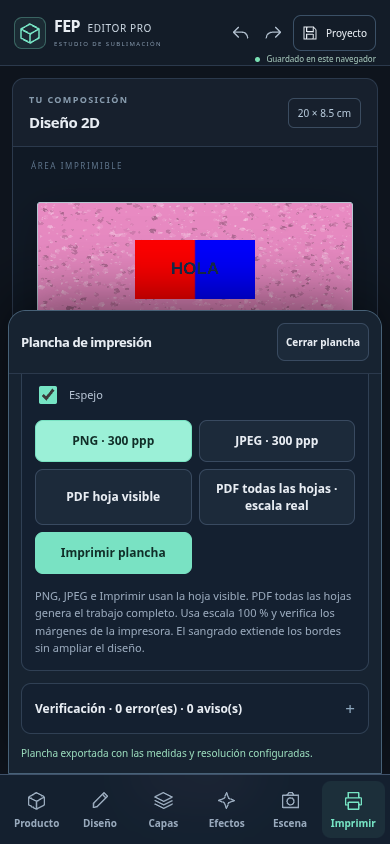 FEP EDITOR PRO
ESTUDIO DE SUBLIMACIÓN
Proyecto
Guardado en este navegador
TU COMPOSICIÓN
Diseño 2D
20 × 8.5 cm
ÁREA IMPRIMIBLE
HOLA
Plancha de impresión
Cerrar plancha
Espejo
PNG · 300 ppp
JPEG · 300 ppp
PDF hoja visible
PDF todas las hojas ·
escala real
Imprimir plancha
PNG, JPEG e Imprimir usan la hoja visible. PDF todas las hojas
genera el trabajo completo. Usa escala 100 % y verifica los
márgenes de la impresora. El sangrado extiende los bordes
sin ampliar el diseño.
Verificación · 0 error(es) · 0 aviso(s)
+
Plancha exportada con las medidas y resolución configuradas.
Producto
Diseño
Capas
Efectos
Escena
Imprimir